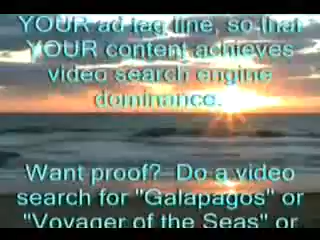 YOUR ad tag line, so that
YOUR content achieves
video search engine
dominance.
Want proof? Do a video
search for "Galapagos" or
"Voyager of the Seas" or